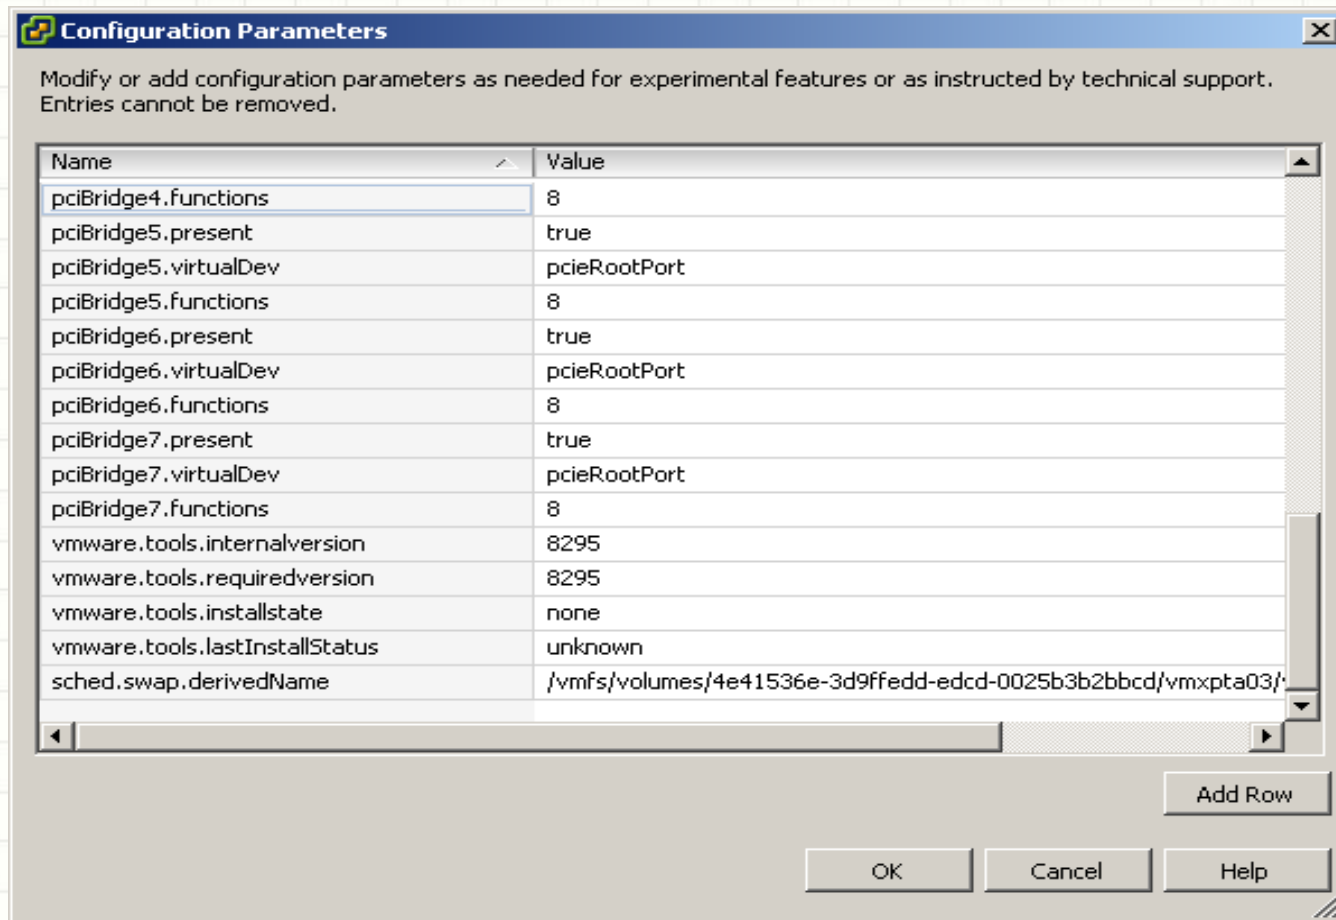 Configuration Parameters
Modify or add configuration parameters as needed for experimental features or as instructed by technical support.
Entries cannot be removed.
Name Value
pciBridge4.functions 8
pciBridge5.present true
pciBridge5.virtualDev pcieRootPort
pciBridge5.functions 8
pciBridge6.present true
pciBridge6.virtualDev pcieRootPort
pciBridge6.functions 8
pciBridge7.present true
pciBridge7.virtualDev pcieRootPort
pciBridge7.functions 8
vmware.tools.internalversion 8295
vmware.tools.requiredversion 8295
vmware.tools.installstate none
vmware.tools.lastInstallStatus unknown
sched.swap.derivedName /vmfs/volumes/4e41536e-3d9ffedd-edcd-0025b3b2bbcd/vmxpta03/
Add Row
OK Cancel Help